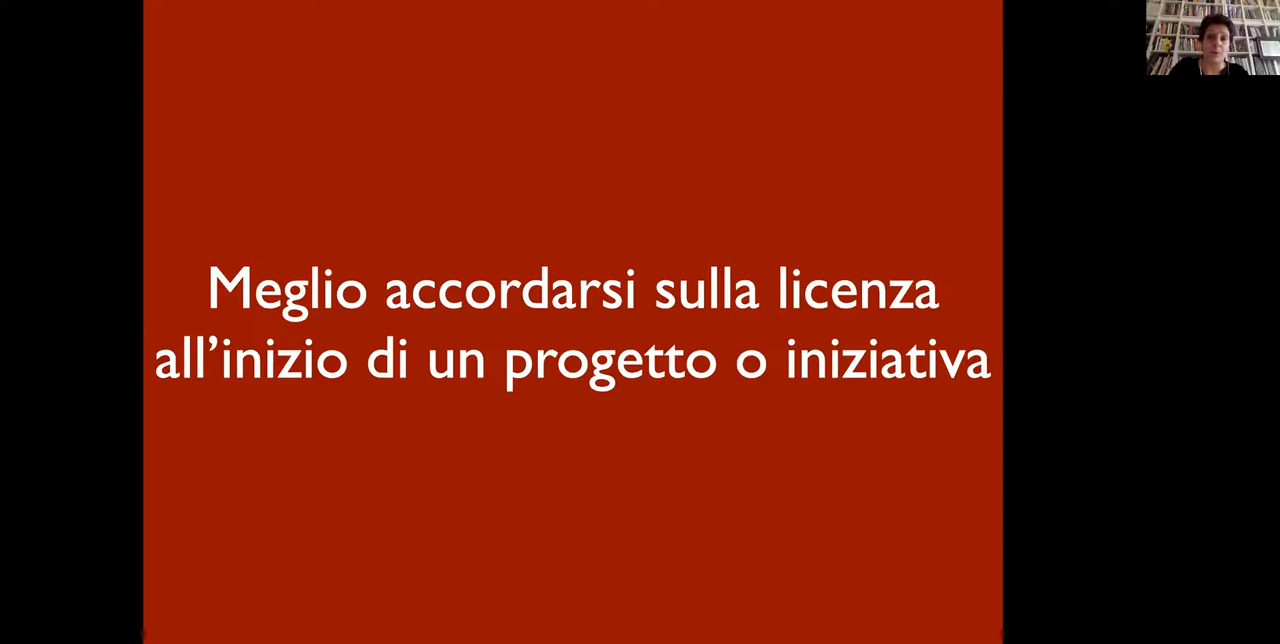 Meglio accordarsi sulla licenza
all’inizio di un progetto o iniziativa